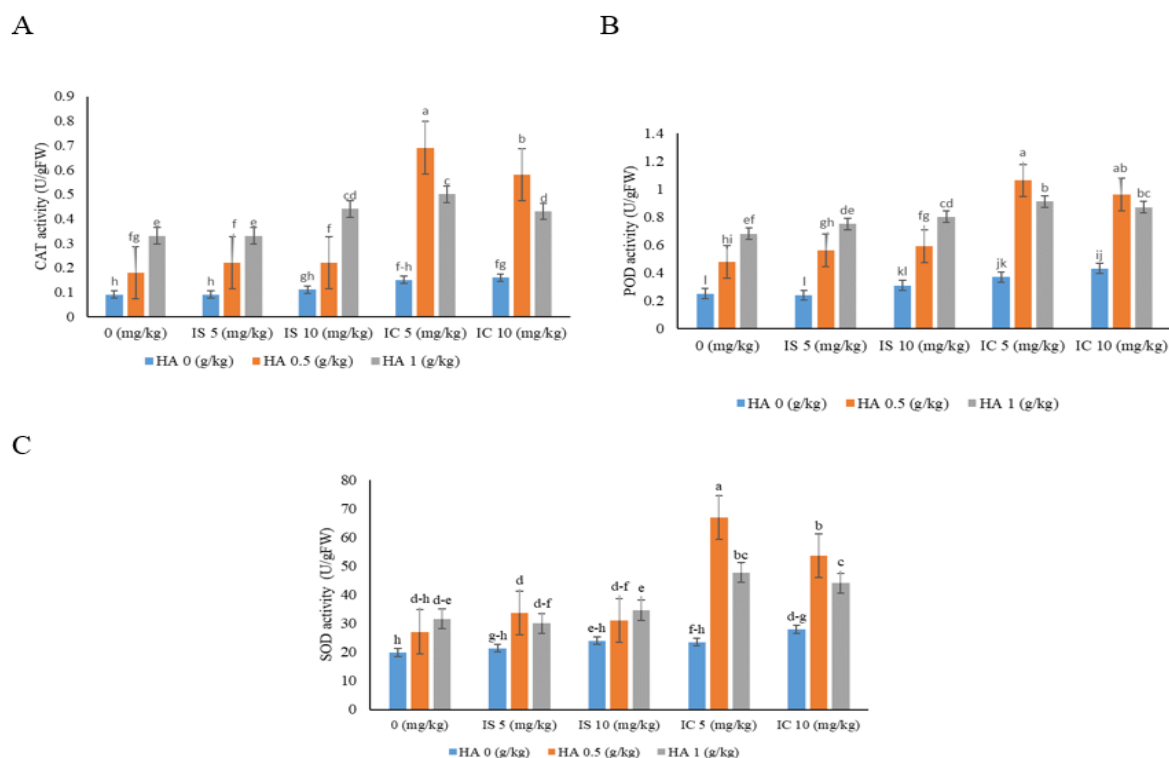 A
CAT activity (U/gFW)
0.9
0.8
0.7
0.6
0.5
0.4
0.3
0.2
0.1
0
h fg e
h f e
gh f cd
f-h a c
fg b d
0 (mg/kg) IS 5 (mg/kg) IS 10 (mg/kg) IC 5 (mg/kg) IC 10 (mg/kg)
HA 0 (g/kg) HA 0.5 (g/kg) HA 1 (g/kg)
B
POD activity (U/gFW)
1.4
1.2
1
0.8
0.6
0.4
0.2
0
l hi ef
l gh de
kl fg cd
jk a b
ij ab bc
0 (mg/kg) IS 5 (mg/kg) IS 10 (mg/kg) IC 5 (mg/kg) IC 10 (mg/kg)
HA 0 (g/kg) HA 0.5 (g/kg) HA 1 (g/kg)
C
SOD activity (U/gFW)
80
70
60
50
40
30
20
10
0
h d-h d-e
g-h d d-f
e-h d-f e
f-h a bc
d-g b c
0 (mg/kg) IS 5 (mg/kg) IS 10 (mg/kg) IC 5 (mg/kg) IC 10 (mg/kg)
HA 0 (g/kg) HA 0.5 (g/kg) HA 1 (g/kg)